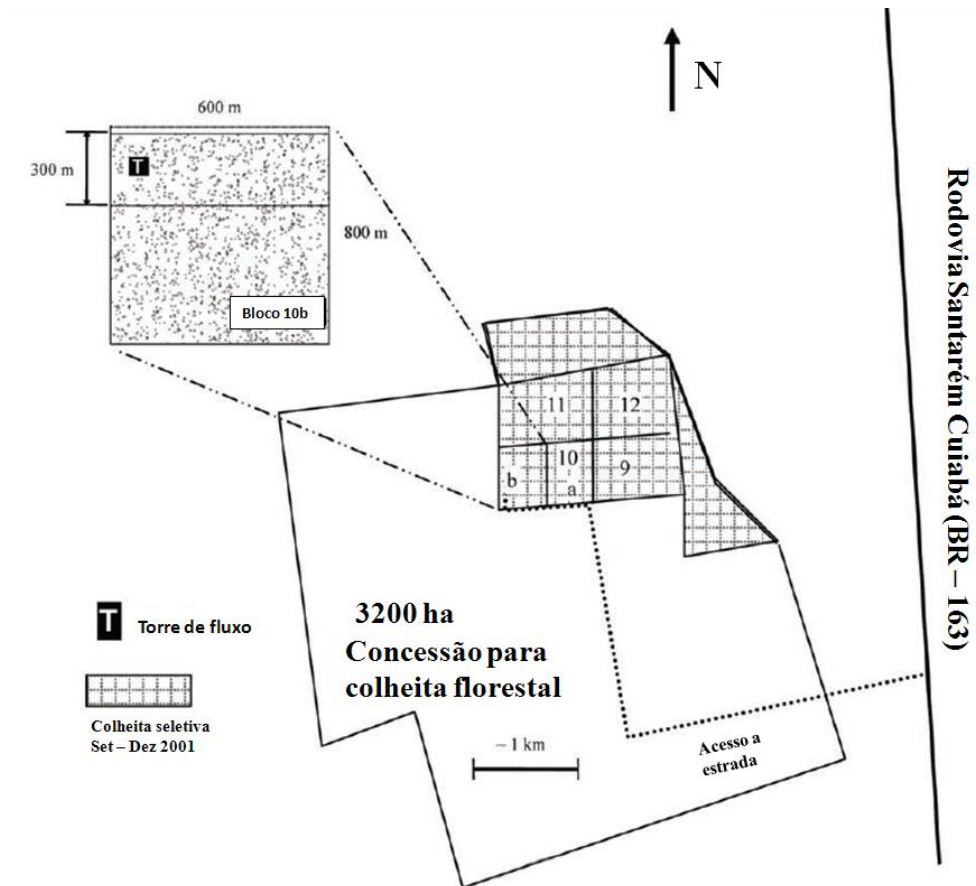 N
600 m
300 m
T
800 m
Bloco 10b
11
12
10
9
b
a
Rodovia Santarém Cuiabá (BR – 163)
3200 ha
Concessão para
colheita florestal
T
Torre de fluxo
Colheita seletiva
Set – Dez 2001
~ 1 km
Acesso a
estrada